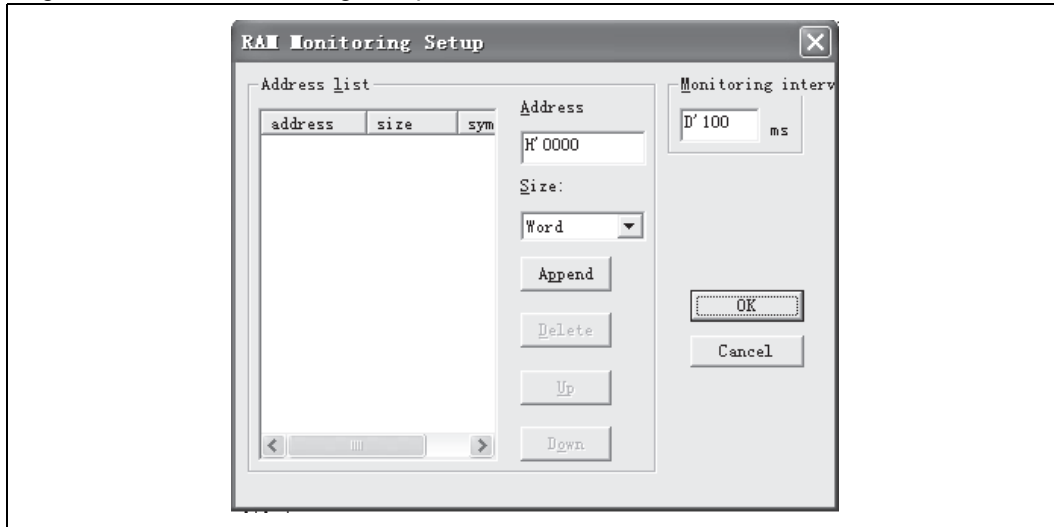 RAM Monitoring Setup
Address list
address size sym
Address
H'0000
Size:
Word
Append
Delete
Up
Down
Monitoring interv
D'100 ms
OK
Cancel